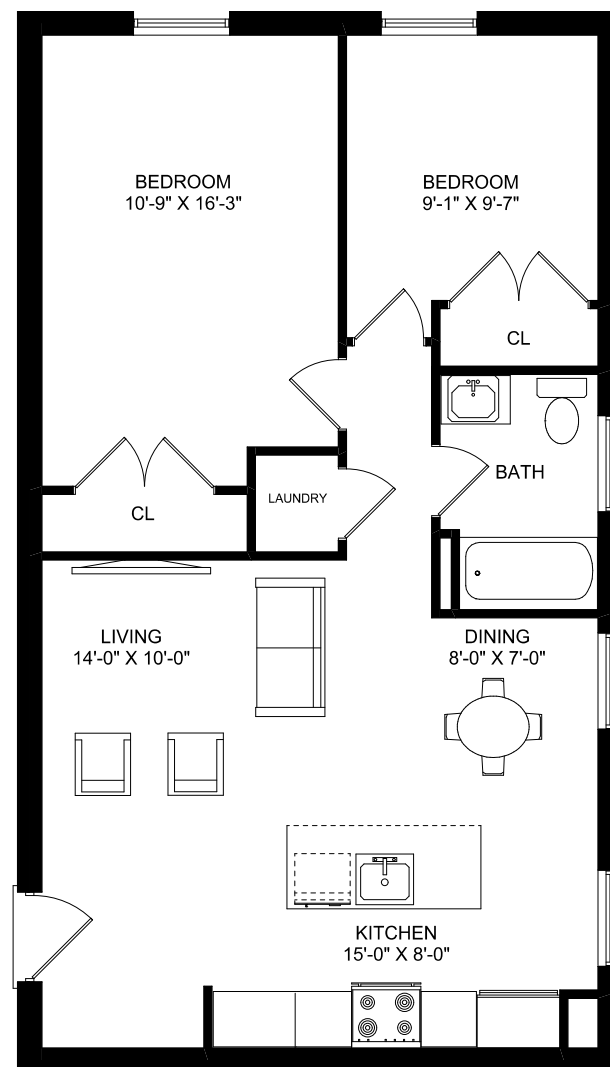 BEDROOM
10'-9" X 16'-3"
BEDROOM
9'-1" X 9'-7"
CL
BATH
LAUNDRY
CL
LIVING
14'-0" X 10'-0"
DINING
8'-0" X 7'-0"
KITCHEN
15'-0" X 8'-0"